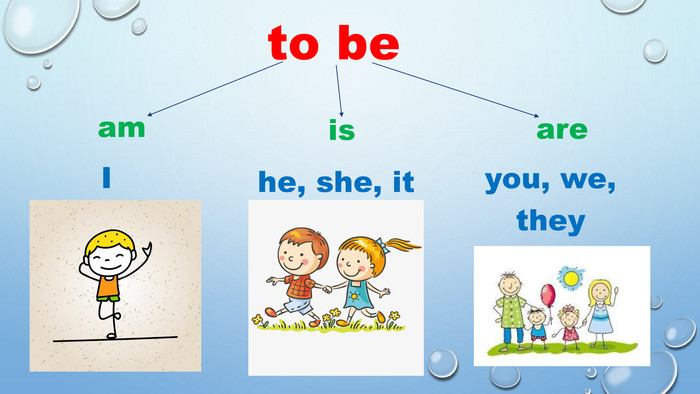 to be
am
is
are
I
he, she, it
you, we,
they